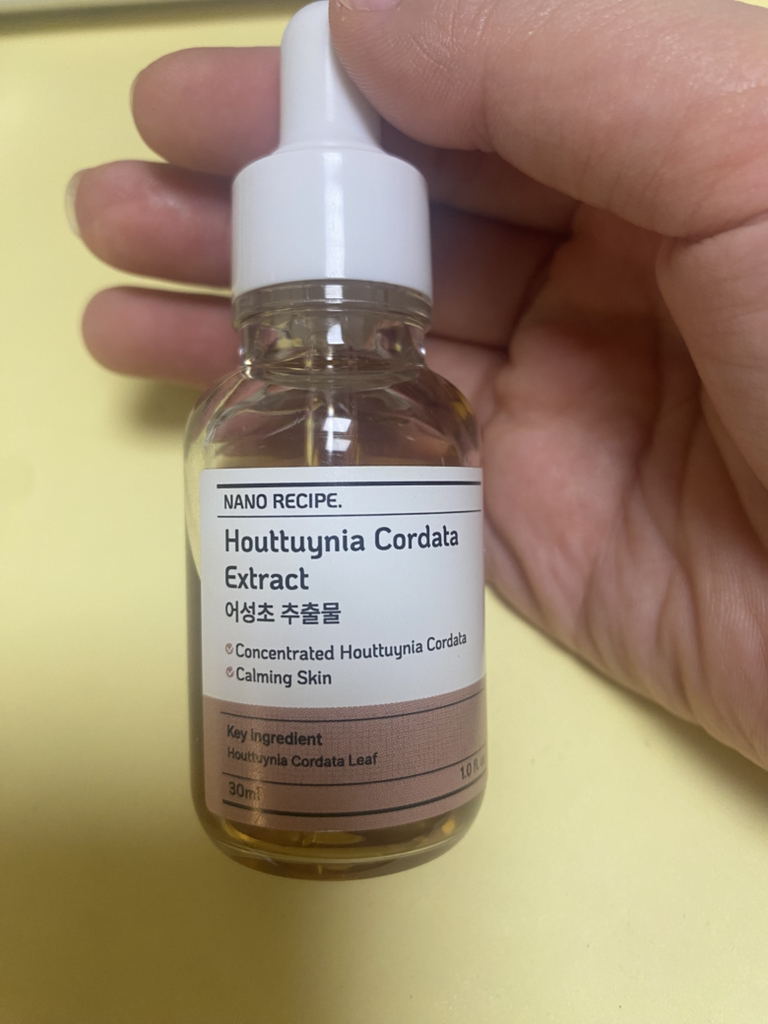 NANO RECIPE.
Houttuynia Cordata
Extract
어성초 추출물
Concentrated Houttuynia Cordata
Calming Skin
Key Ingredient
Houttuynia Cordata Leaf
1.0 fl.
30ml